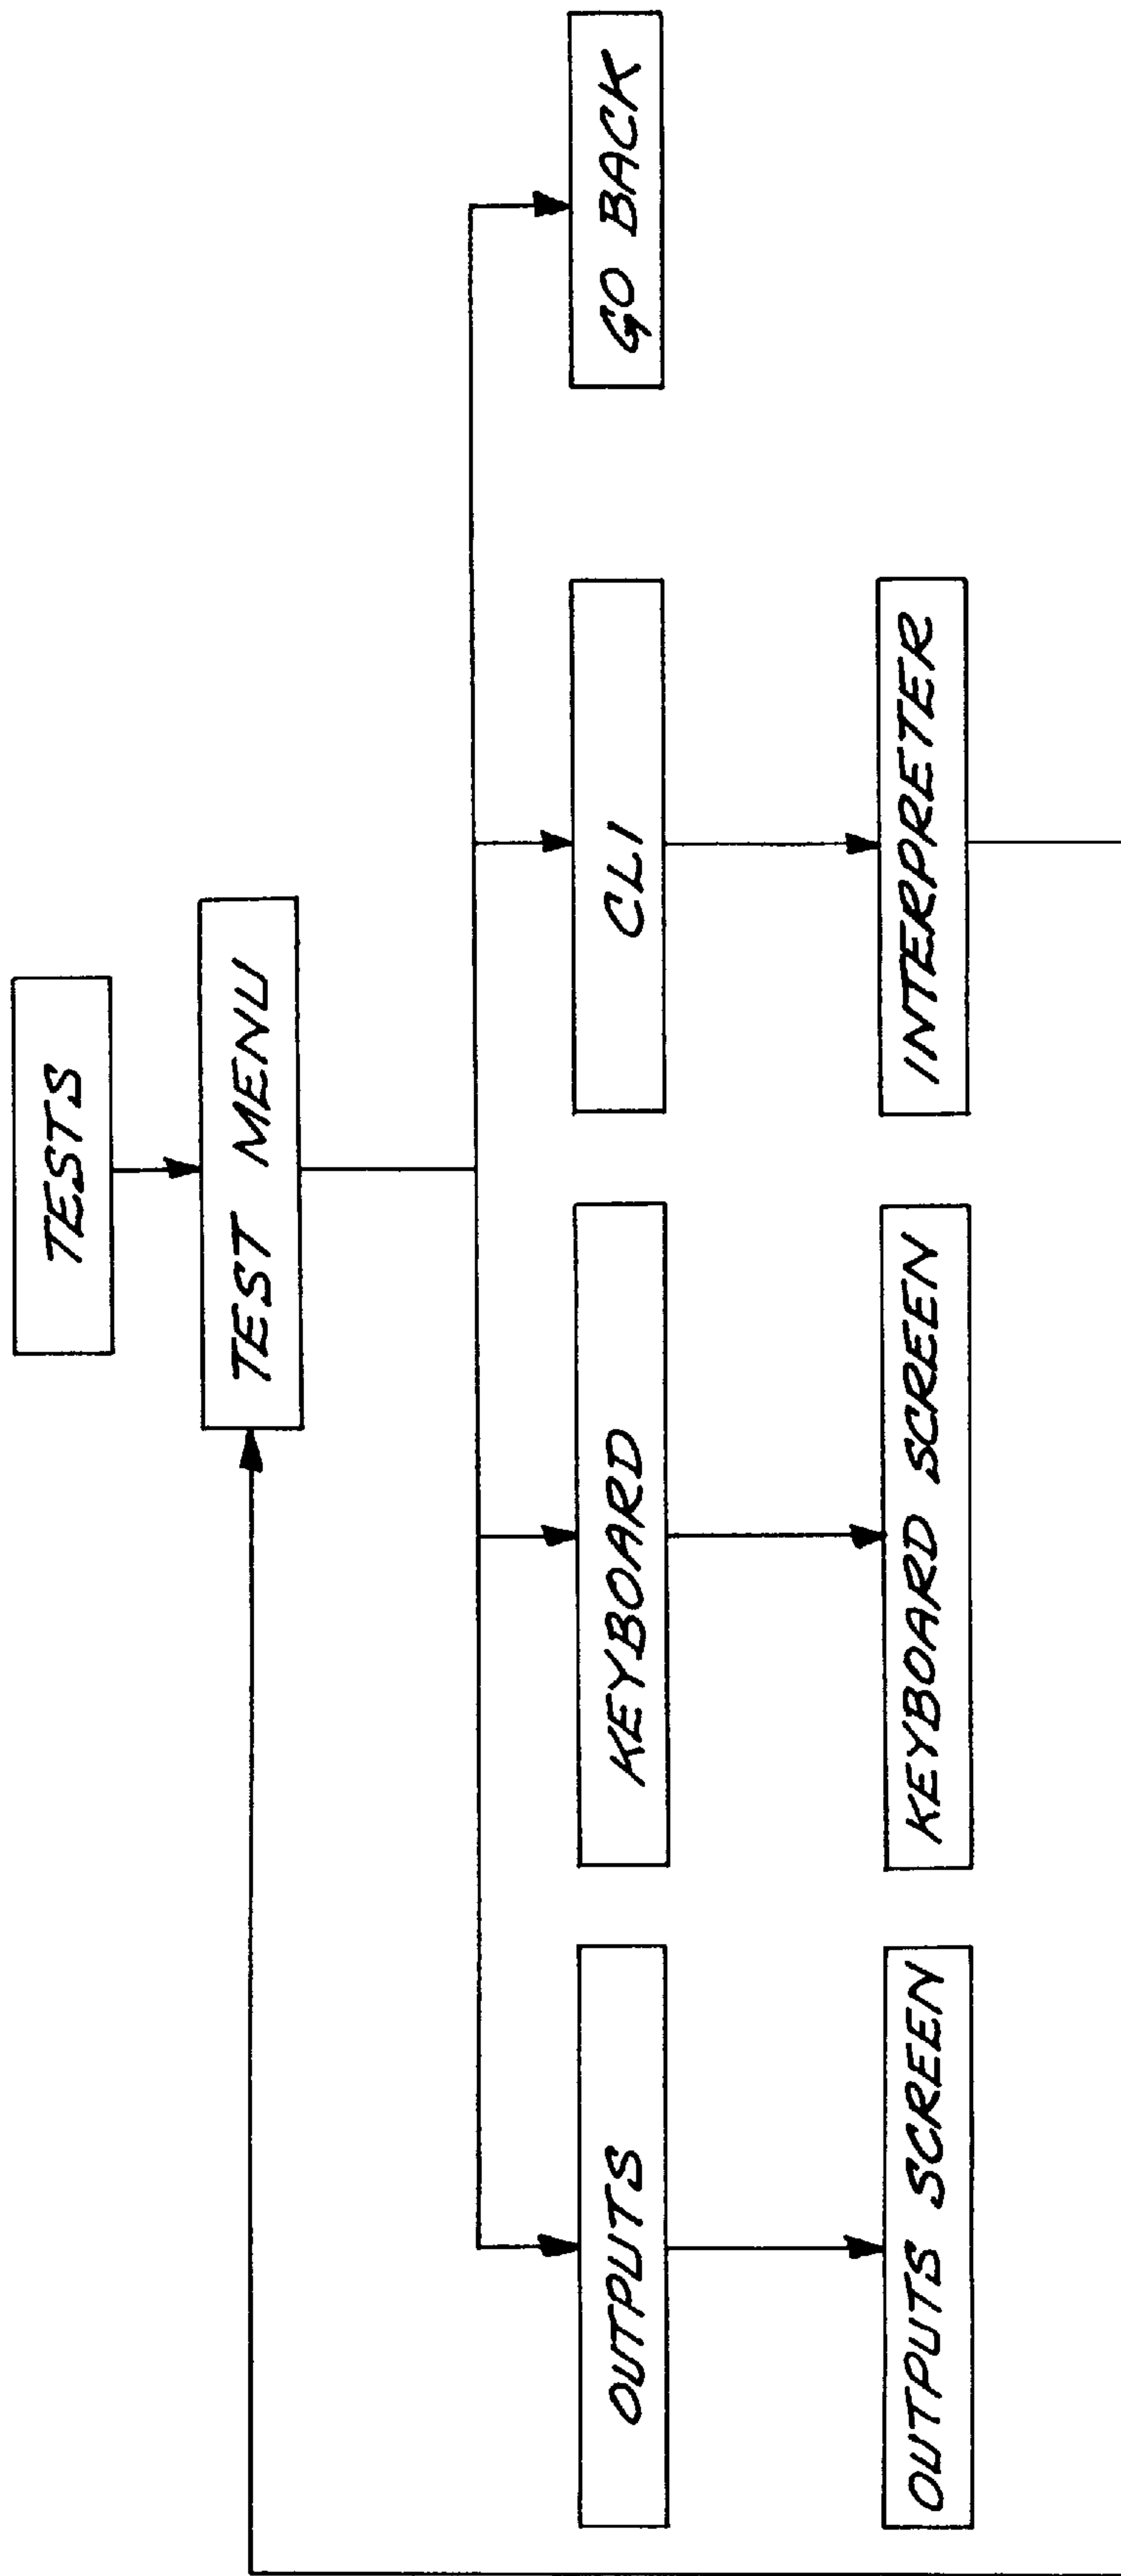 TESTS
TEST MENU
OUTPUTS
KEYBOARD
CLI
GO BACK
OUTPUTS SCREEN
KEYBOARD SCREEN
INTERPRETER